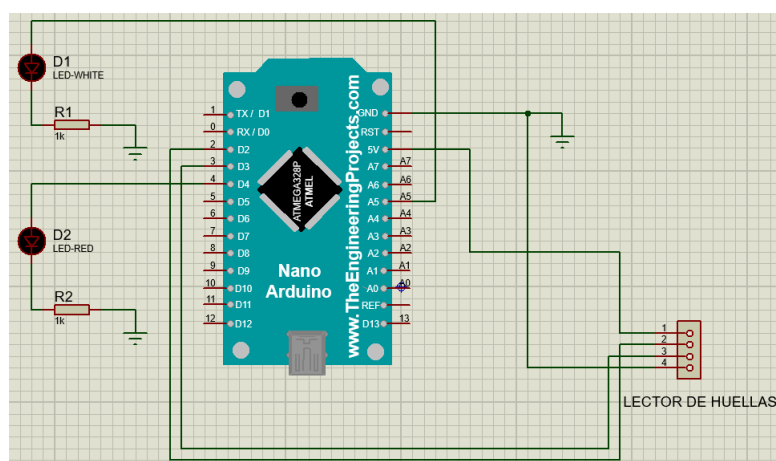 D1
LED-WHITE
R1
1k
D2
LED-RED
R2
1k
1 TX / D1
0 RX / D0
2 D2
3 D3
4 D4
5 D5
6 D6
7 D7
8 D8
9 D9
10 D10
11 D11
12 D12
ATMEGA328P
ATMEL
Nano
Arduino
www.TheEngineeringProjects.com
GND
RST
5V
A7 A7
A6 A6
A5 A5
A4 A4
A3 A3
A2 A2
A1 A1
A0 A0
REF
D13 13
1
2
3
4
LECTOR DE HUELLAS